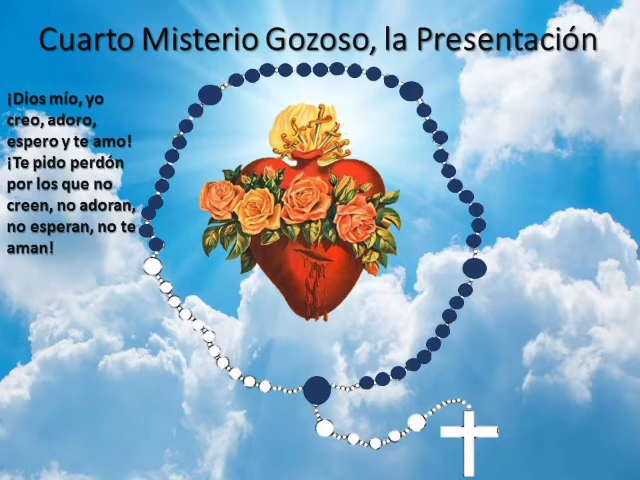 Cuarto Misterio Gozoso, la Presentación
¡Dios mío, yo
creo, adoro,
espero y te amo!
¡Te pido perdón
por los que no
creen, no adoran,
no esperan, no te
aman!